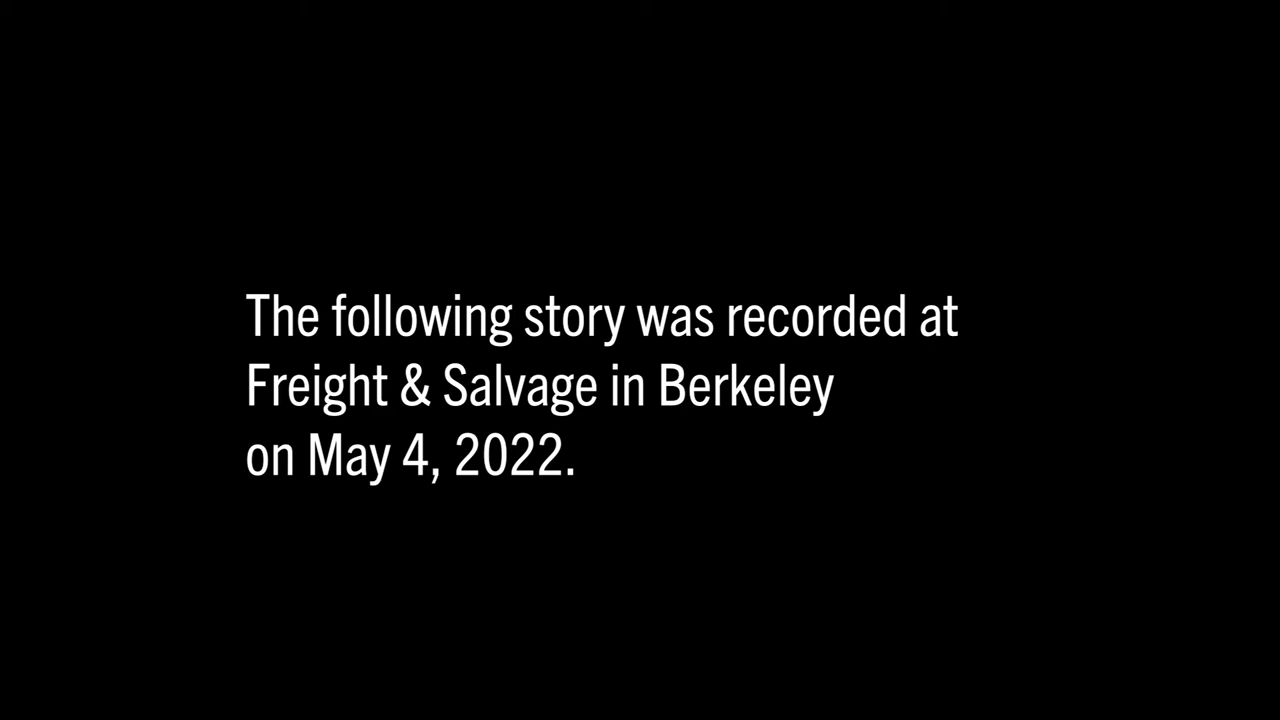 The following story was recorded at
Freight & Salvage in Berkeley
on May 4, 2022.